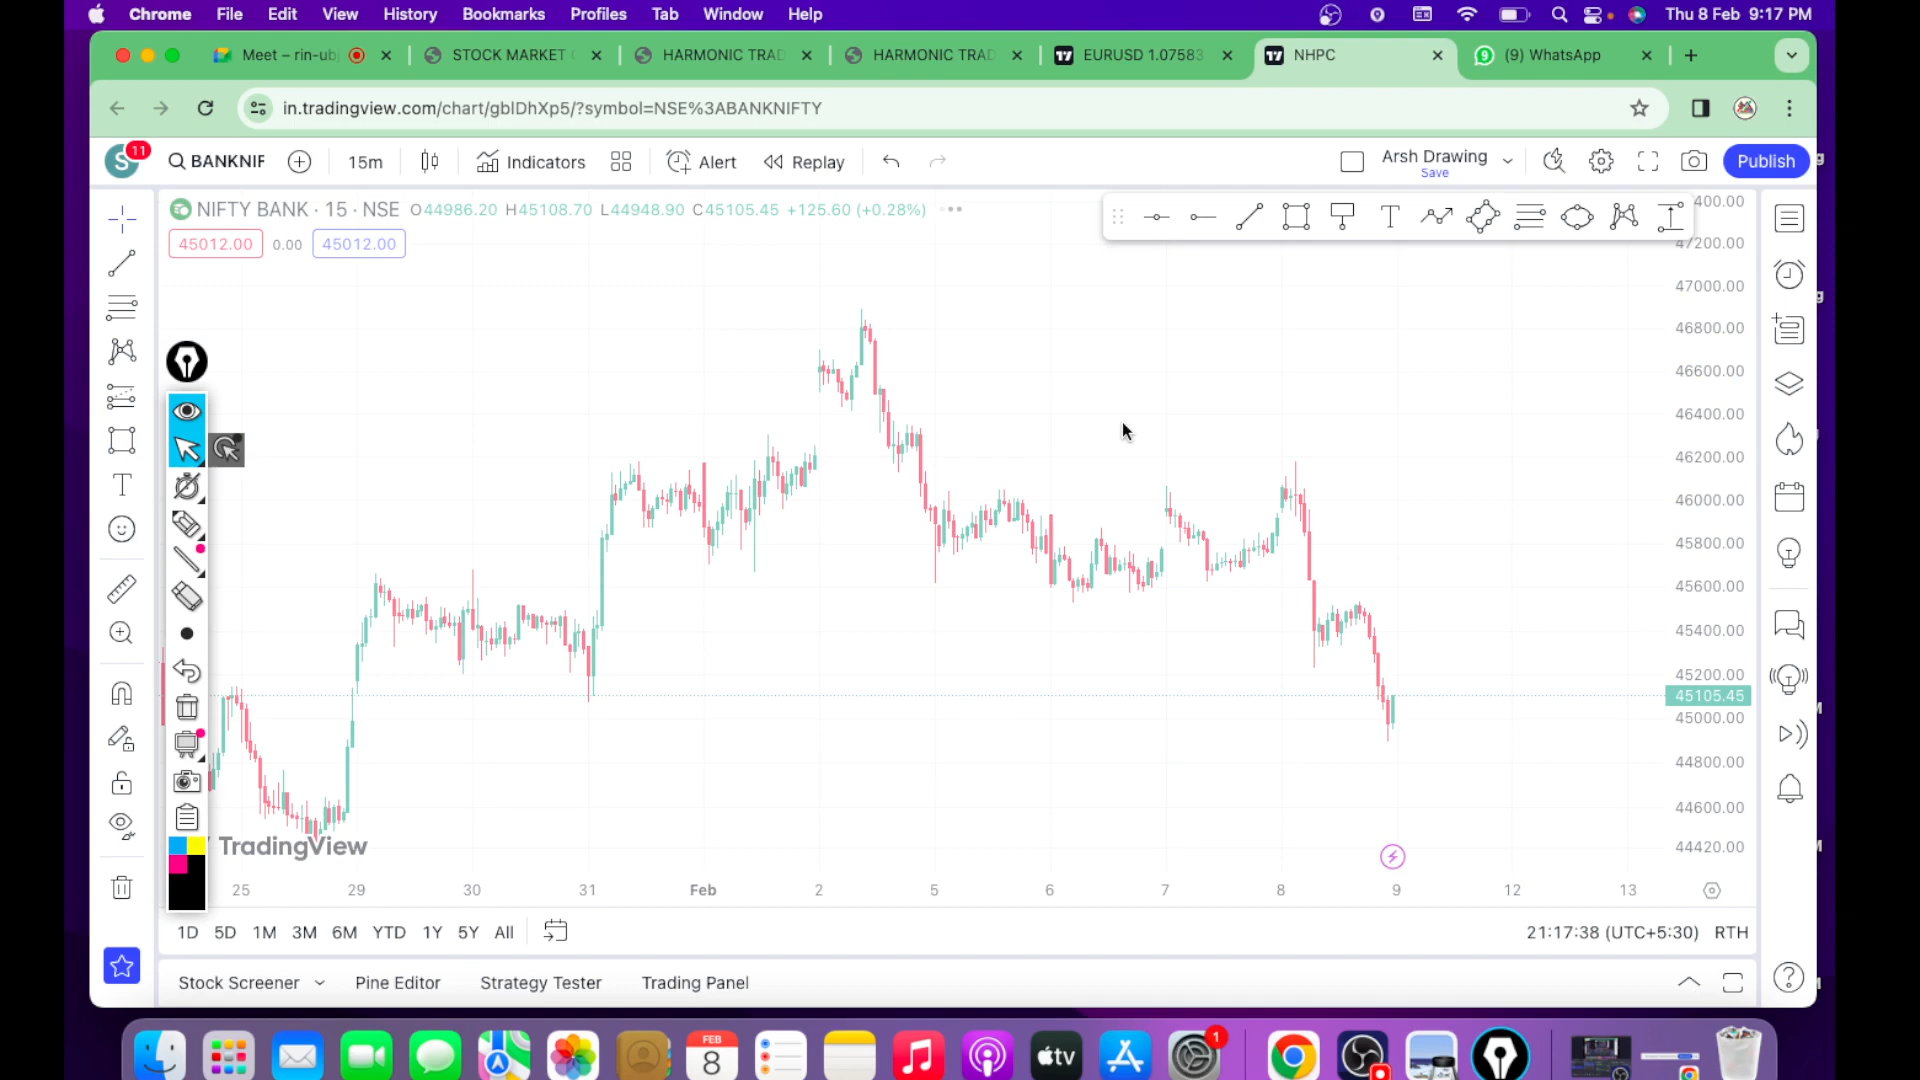 Chrome File Edit View History Bookmarks Profiles Tab Window Help Thu 8 Feb 9:17 PM
Meet – rin-ub STOCK MARKET HARMONIC TRAD HARMONIC TRAD EURUSD 1.07583 NHPC (9) WhatsApp
in.tradingview.com/chart/gblDhXp5/?symbol=NSE%3ABANKNIFTY
S 11 BANKNIF 15m Indicators Alert Replay Arsh Drawing Publish
Save
NIFTY BANK · 15 · NSE O44986.20 H45108.70 L44948.90 C45105.45 +125.60 (+0.28%)
45012.00 0.00 45012.00
T
T
400.00
47200.00
47000.00
46800.00
46600.00
46400.00
46200.00
46000.00
45800.00
45600.00
45400.00
45200.00
45105.45
45000.00
44800.00
44600.00
44420.00
TradingView
25 29 30 31 Feb 2 5 6 7 8 9 12 13
1D 5D 1M 3M 6M YTD 1Y 5Y All 21:17:38 (UTC+5:30) RTH
Stock Screener Pine Editor Strategy Tester Trading Panel
FEB
8
tv
1